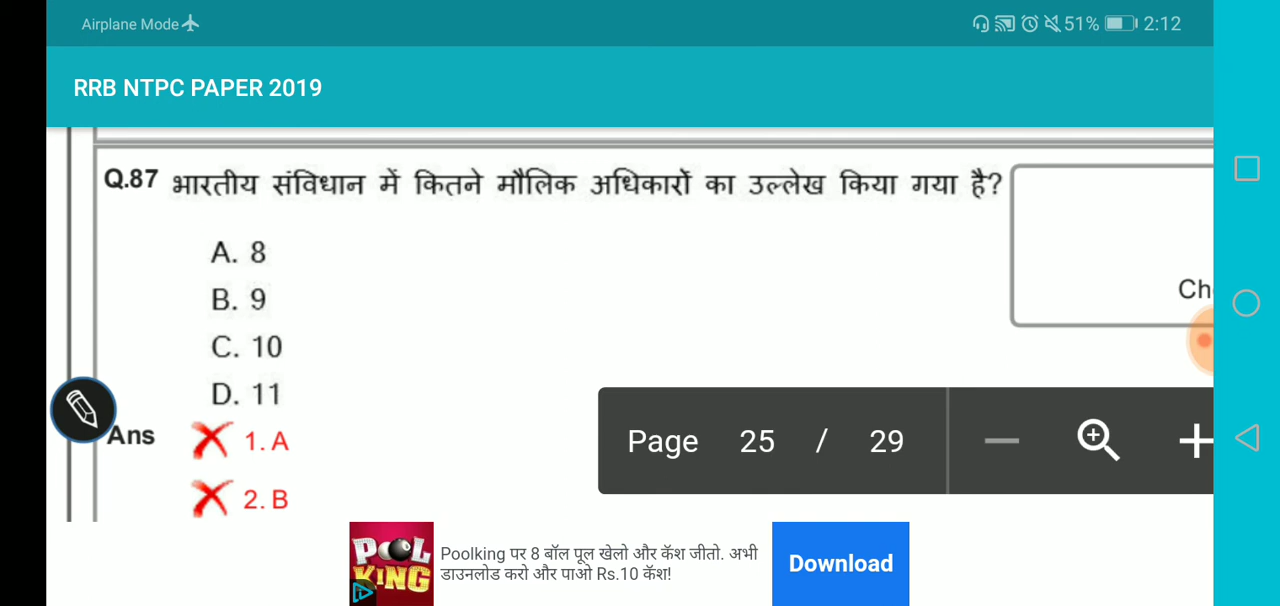 Airplane Mode
51% 2:12
RRB NTPC PAPER 2019
Q.87 भारतीय संविधान में कितने मौलिक अधिकारों का उल्लेख किया गया है?
A. 8
B. 9
C. 10
D. 11
Ch
Ans 1. A
2. B
Page 25 / 29
POOL KING
Poolking पर 8 बॉल पूल खेलो और कॅश जीतो. अभी
डाउनलोड करो और पाओ Rs.10 कॅश!
Download